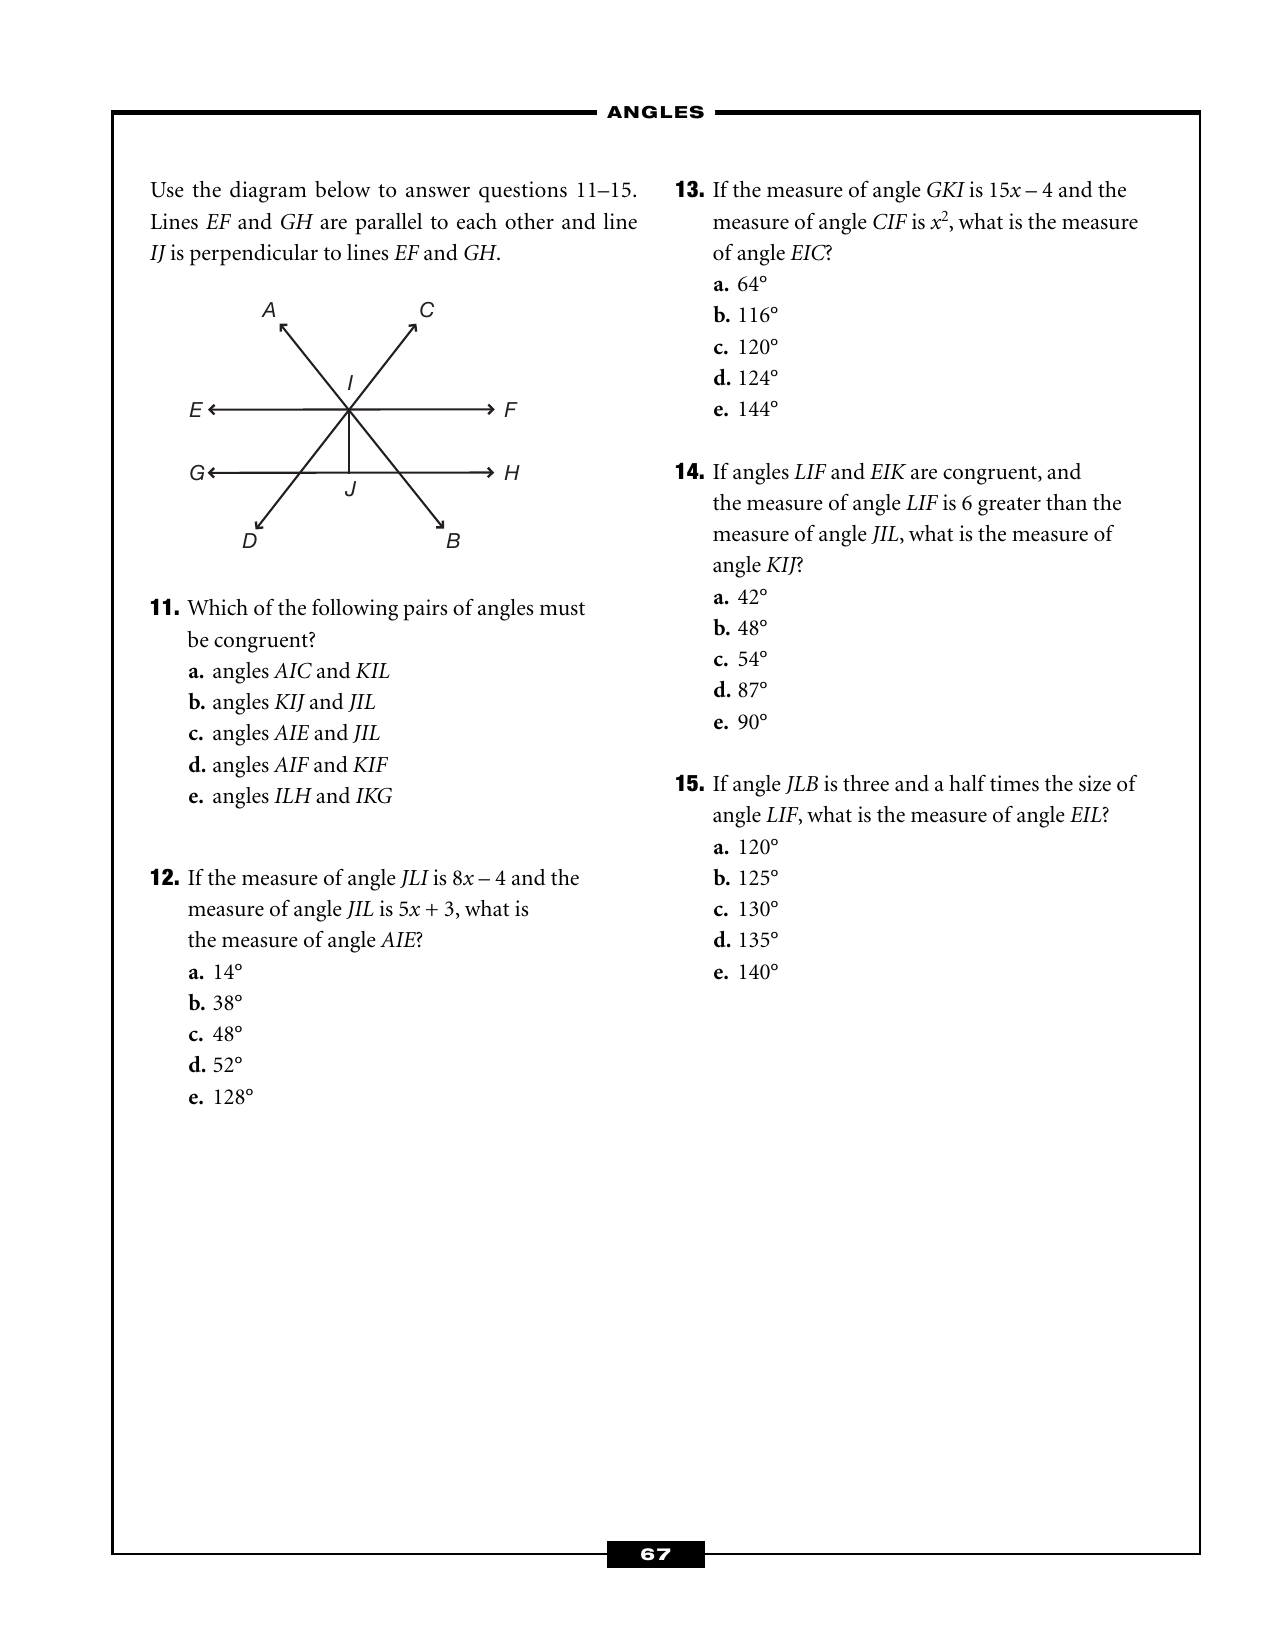 ANGLES
Use the diagram below to answer questions 11–15.
Lines EF and GH are parallel to each other and line
IJ is perpendicular to lines EF and GH.
A
C
I
E
F
G
H
J
D
B
11. Which of the following pairs of angles must
be congruent?
a. angles AIC and KIL
b. angles KIJ and JIL
c. angles AIE and JIL
d. angles AIF and KIF
e. angles ILH and IKG
12. If the measure of angle JLI is 8x – 4 and the
measure of angle JIL is 5x + 3, what is
the measure of angle AIE?
a. 14°
b. 38°
c. 48°
d. 52°
e. 128°
13. If the measure of angle GKI is 15x – 4 and the
measure of angle CIF is x², what is the measure
of angle EIC?
a. 64°
b. 116°
c. 120°
d. 124°
e. 144°
14. If angles LIF and EIK are congruent, and
the measure of angle LIF is 6 greater than the
measure of angle JIL, what is the measure of
angle KIJ?
a. 42°
b. 48°
c. 54°
d. 87°
e. 90°
15. If angle JLB is three and a half times the size of
angle LIF, what is the measure of angle EIL?
a. 120°
b. 125°
c. 130°
d. 135°
e. 140°
67